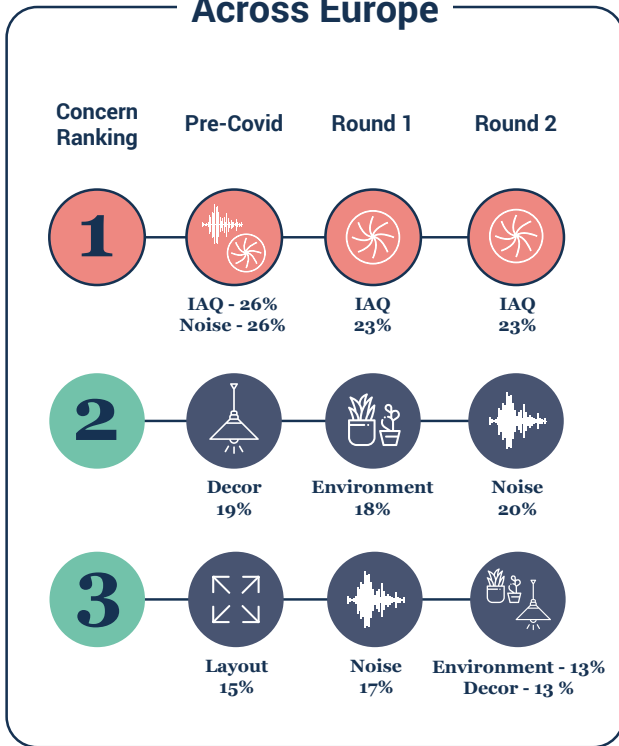 Across Europe
Concern
Ranking
Pre-Covid
Round 1
Round 2
1
IAQ - 26%
Noise - 26%
IAQ
23%
IAQ
23%
2
Decor
19%
Environment
18%
Noise
20%
3
Layout
15%
Noise
17%
Environment - 13%
Decor - 13 %